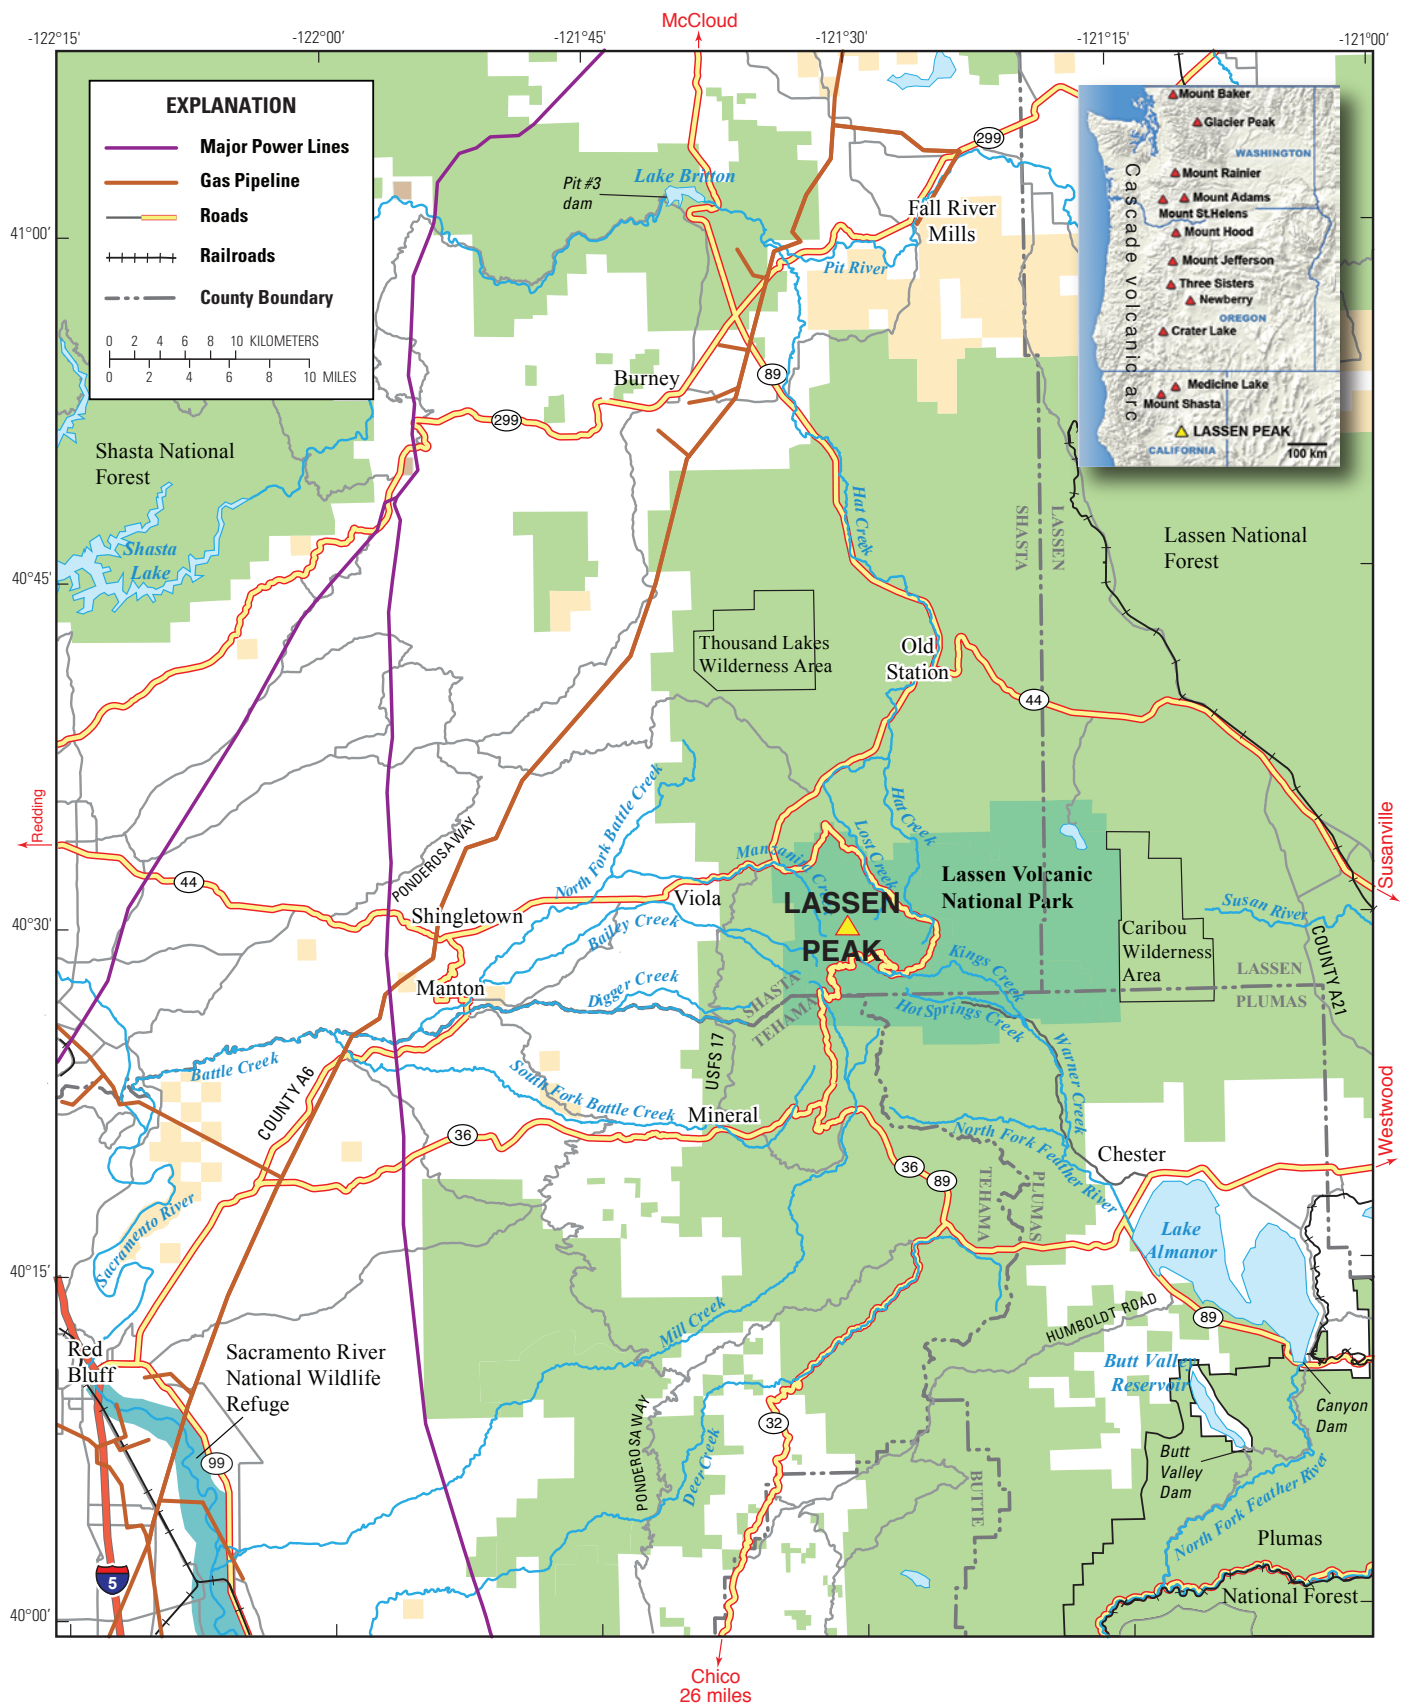 McCloud
-122°15'
-122°00'
-121°45'
-121°30'
-121°15'
-121°00'
EXPLANATION
Major Power Lines
Gas Pipeline
Roads
Railroads
County Boundary
0 2 4 6 8 10 KILOMETERS
0 2 4 6 8 10 MILES
Mount Baker
Glacier Peak
WASHINGTON
Mount Rainier
Mount Adams
Mount St.Helens
Mount Hood
Mount Jefferson
Three Sisters
Newberry
OREGON
Crater Lake
Medicine Lake
Mount Shasta
LASSEN PEAK
CALIFORNIA
100 km
Cascade volcanic arc
299
Pit #3
dam
Lake Britton
Fall River
Mills
Pit River
41°00'
Burney
89
299
Shasta National
Forest
Hat Creek
SHASTA
LASSEN
Lassen National
Forest
Shasta
Lake
40°45'
Thousand Lakes
Wilderness Area
Old
Station
44
Redding
PONDEROSA WAY
North Fork Battle Creek
Hat Creek
Lost Creek
Manzanita Creek
Susanville
44
Lassen Volcanic
National Park
Viola
LASSEN
PEAK
Shingletown
Bailey Creek
Susan River
Caribou
Wilderness
Area
40°30'
COUNTY A21
Kings Creek
LASSEN
PLUMAS
Manton
Digger Creek
SHASTA
TEHAMA
Hot Springs Creek
Warner Creek
Battle Creek
USFS 17
COUNTY A6
South Fork Battle Creek
Mineral
Westwood
36
North Fork Feather River
Chester
36
89
TEHAMA
PLUMAS
Sacramento River
Lake
Almanor
40°15'
Mill Creek
HUMBOLDT ROAD
89
Red
Bluff
Sacramento River
National Wildlife
Refuge
Butt Valley
Reservoir
Canyon
Dam
PONDEROSA WAY
32
Deer Creek
99
Butt
Valley
Dam
BUTTE
North Fork Feather River
Plumas
National Forest
5
40°00'
Chico
26 miles